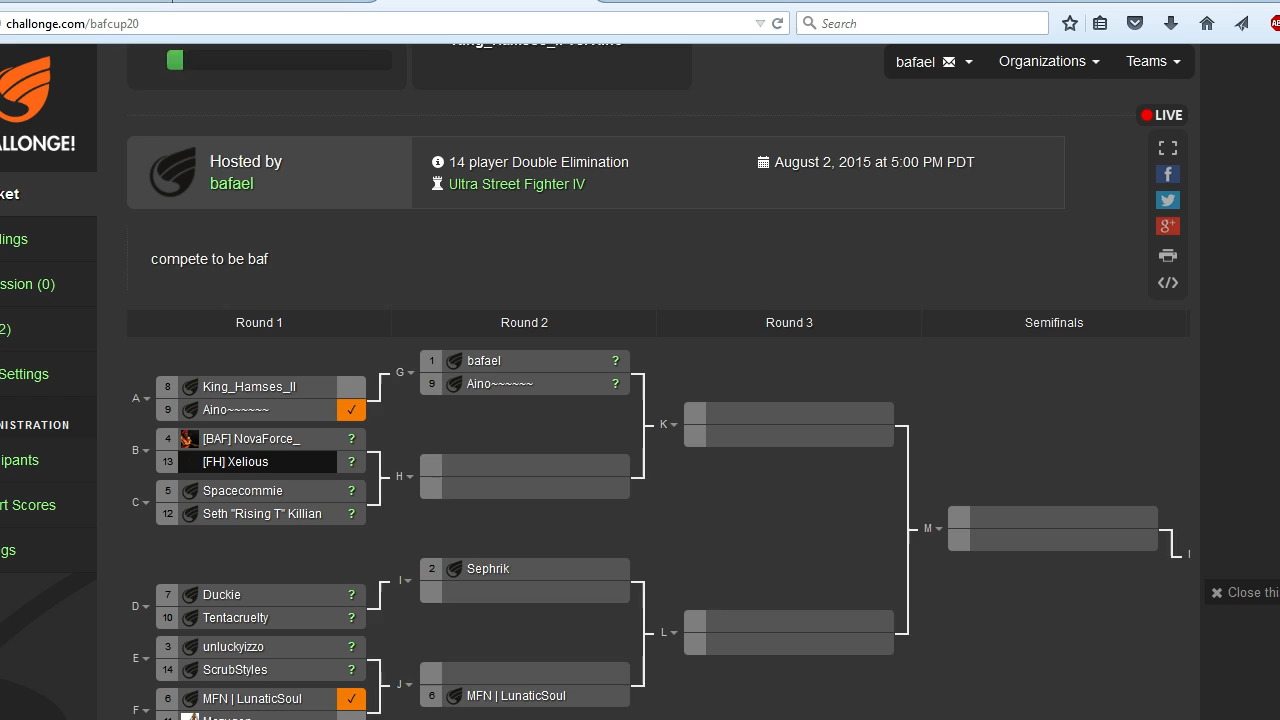 challonge.com/bafcup20
Search
bafael
Organizations
Teams
LIVE
ALLONGE!
Hosted by
bafael
14 player Double Elimination
Ultra Street Fighter IV
August 2, 2015 at 5:00 PM PDT
ket
lings
ssion (0)
2)
Settings
NISTRATION
ipants
rt Scores
gs
compete to be baf
Round 1
Round 2
Round 3
Semifinals
A
8 King_Hamses_II
9 Aino~~~~~~ ✓
B
4 [BAF] NovaForce_ ?
13 [FH] Xelious ?
C
5 Spacecommie ?
12 Seth "Rising T" Killian ?
D
7 Duckie ?
10 Tentacruelty ?
E
3 unluckyizzo ?
14 ScrubStyles ?
F
6 MFN | LunaticSoul ✓
G
1 bafael ?
9 Aino~~~~~~ ?
H
I
2 Sephrik
J
6 MFN | LunaticSoul
K
L
M
Close thi